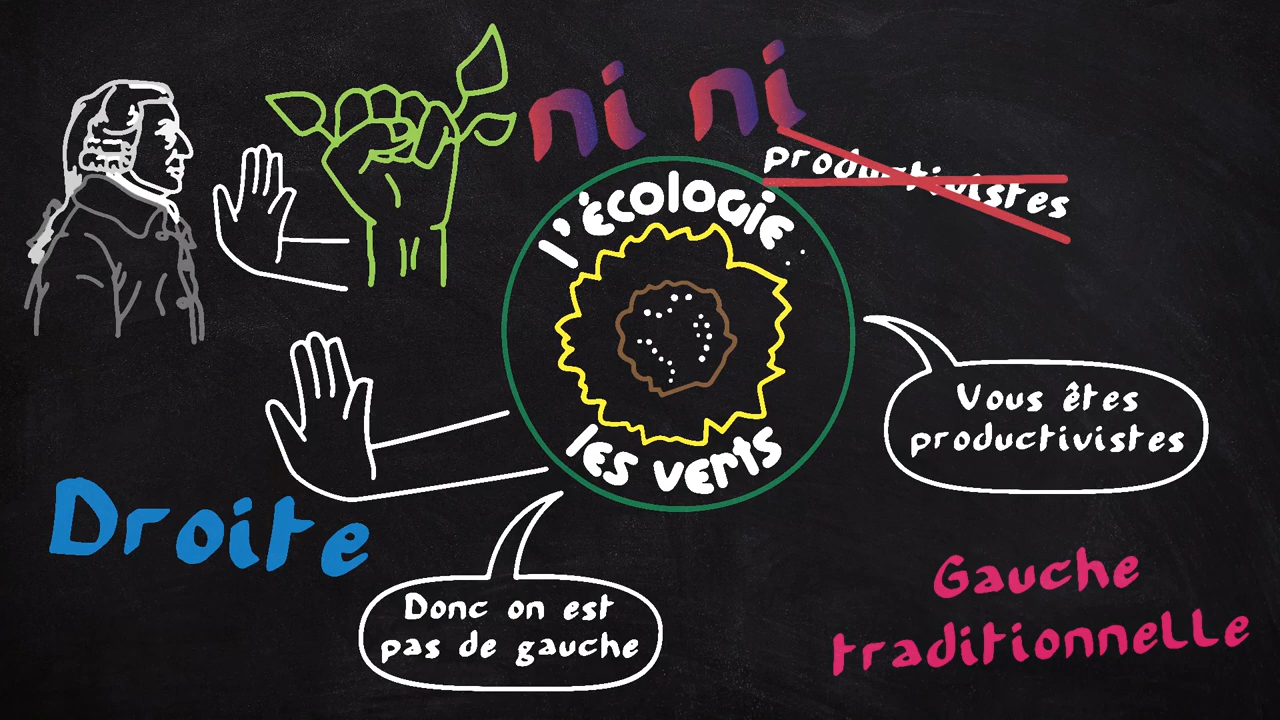 ni ni
productivistes
l'écologie
les verts
Vous êtes
productivistes
Droite
Donc on est
pas de gauche
Gauche
traditionnelle